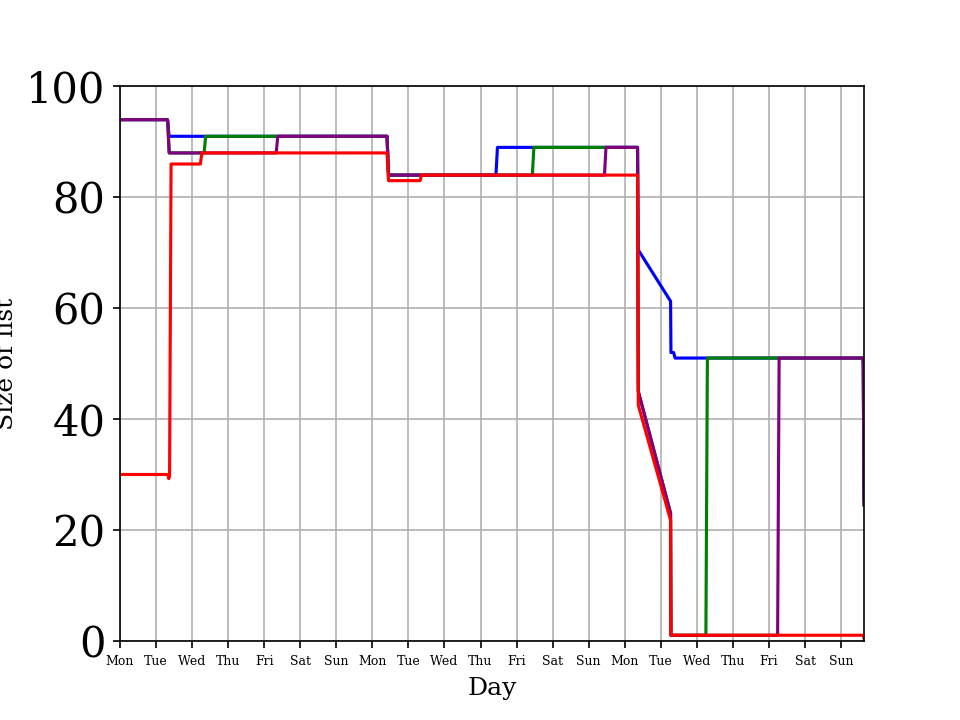 100
80
60
40
20
0
Size of list
Mon Tue Wed Thu Fri Sat Sun Mon Tue Wed Thu Fri Sat Sun Mon Tue Wed Thu Fri Sat Sun
Day